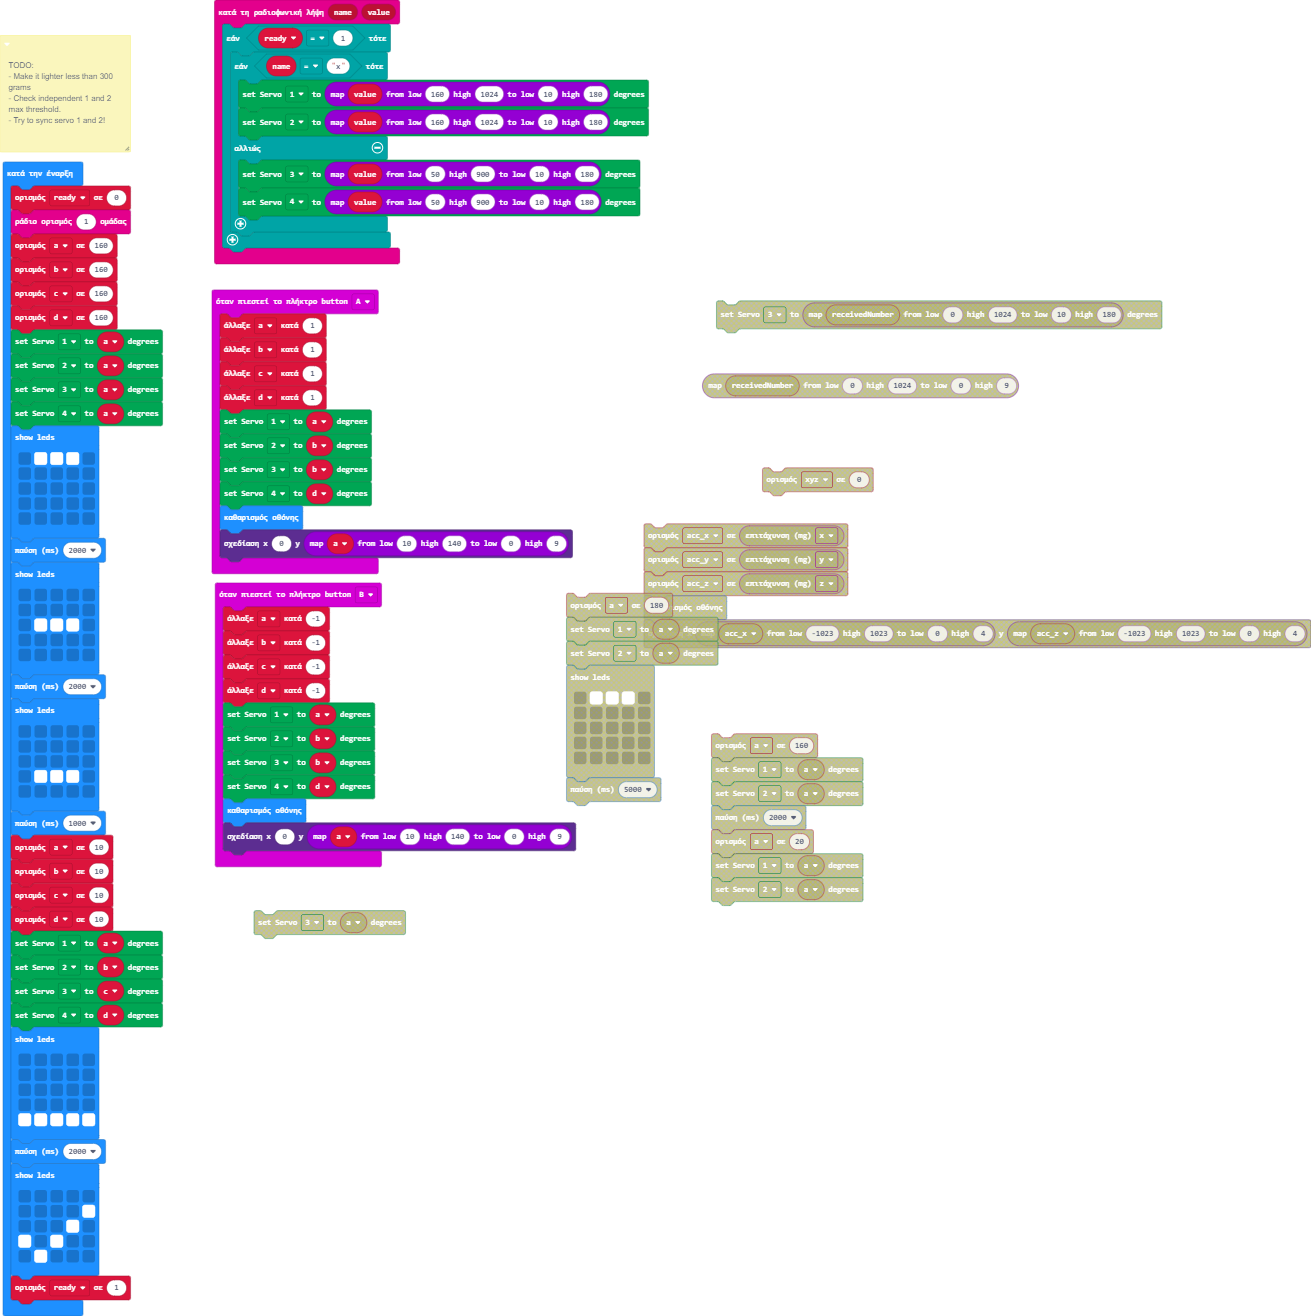 TODO:
- Make it lighter less than 300
grams
- Check independent 1 and 2
max threshold.
- Try to sync servo 1 and 2!
κατά την έναρξη
ορισμός ready σε 0
ράδιο ορισμός 1 ομάδας
ορισμός a σε 160
ορισμός b σε 160
ορισμός c σε 160
ορισμός d σε 160
set Servo 1 to a degrees
set Servo 2 to a degrees
set Servo 3 to a degrees
set Servo 4 to a degrees
show leds
παύση (ms) 2000
show leds
παύση (ms) 2000
show leds
παύση (ms) 1000
ορισμός a σε 10
ορισμός b σε 10
ορισμός c σε 10
ορισμός d σε 10
set Servo 1 to a degrees
set Servo 2 to b degrees
set Servo 3 to c degrees
set Servo 4 to d degrees
show leds
παύση (ms) 2000
show leds
ορισμός ready σε 1
κατά τη ραδιοφωνική λήψη name value
εάν ready = 1 τότε
εάν name = "x" τότε
set Servo 1 to map value from low 160 high 1024 to low 10 high 180 degrees
set Servo 2 to map value from low 160 high 1024 to low 10 high 180 degrees
αλλιώς
set Servo 3 to map value from low 50 high 900 to low 10 high 180 degrees
set Servo 4 to map value from low 50 high 900 to low 10 high 180 degrees
όταν πιεστεί το πλήκτρο button A
άλλαξε a κατά 1
άλλαξε b κατά 1
άλλαξε c κατά 1
άλλαξε d κατά 1
set Servo 1 to a degrees
set Servo 2 to b degrees
set Servo 3 to b degrees
set Servo 4 to d degrees
καθαρισμός οθόνης
σχεδίαση x 0 y map a from low 10 high 140 to low 0 high 9
όταν πιεστεί το πλήκτρο button B
άλλαξε a κατά -1
άλλαξε b κατά -1
άλλαξε c κατά -1
άλλαξε d κατά -1
set Servo 1 to a degrees
set Servo 2 to b degrees
set Servo 3 to b degrees
set Servo 4 to d degrees
καθαρισμός οθόνης
σχεδίαση x 0 y map a from low 10 high 140 to low 0 high 9
set Servo 3 to a degrees
set Servo 3 to map receivedNumber from low 0 high 1024 to low 10 high 180 degrees
map receivedNumber from low 0 high 1024 to low 0 high 9
ορισμός xyz σε 0
ορισμός acc_x σε επιτάχυνση (mg) x
ορισμός acc_y σε επιτάχυνση (mg) y
ορισμός acc_z σε επιτάχυνση (mg) z
οθόνης
acc_x from low -1023 high 1023 to low 0 high 4 y map acc_z from low -1023 high 1023 to low 0 high 4
ορισμός a σε 180
set Servo 1 to a degrees
set Servo 2 to a degrees
show leds
παύση (ms) 5000
ορισμός a σε 160
set Servo 1 to a degrees
set Servo 2 to a degrees
παύση (ms) 2000
ορισμός a σε 20
set Servo 1 to a degrees
set Servo 2 to a degrees